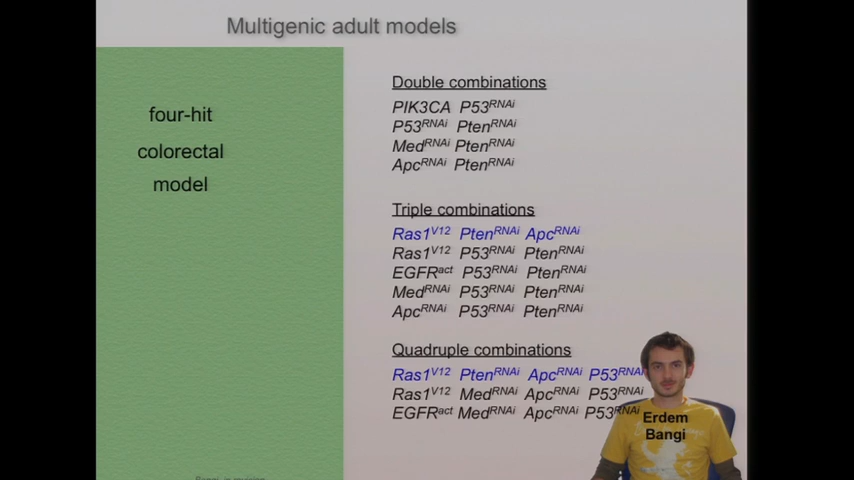 Multigenic adult models
four-hit
colorectal
model
Double combinations
PIK3CA P53RNAi
P53RNAi PtenRNAi
MedRNAi PtenRNAi
ApcRNAi PtenRNAi
Triple combinations
Ras1V12 PtenRNAi ApcRNAi
Ras1V12 P53RNAi PtenRNAi
EGFRact P53RNAi PtenRNAi
MedRNAi P53RNAi PtenRNAi
ApcRNAi P53RNAi PtenRNAi
Quadruple combinations
Ras1V12 PtenRNAi ApcRNAi P53RNAi
Ras1V12 MedRNAi ApcRNAi P53RNAi
EGFRact MedRNAi ApcRNAi P53RNAi
Erdem
Bangi